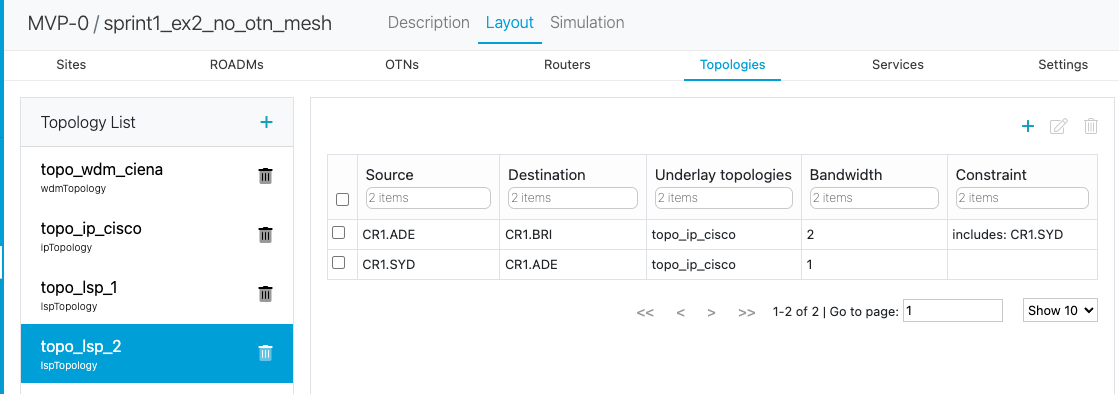 MVP-0 / sprint1_ex2_no_otn_mesh Description Layout Simulation
Sites ROADMs OTNs Routers Topologies Services Settings
Topology List +
topo_wdm_ciena
wdmTopology
topo_ip_cisco
ipTopology
topo_lsp_1
lspTopology
topo_lsp_2
lspTopology
+
Source Destination Underlay topologies Bandwidth Constraint
2 items 2 items 2 items 2 items 2 items
CR1.ADE CR1.BRI topo_ip_cisco 2 includes: CR1.SYD
CR1.SYD CR1.ADE topo_ip_cisco 1
<< < > >> 1-2 of 2 | Go to page: 1 Show 10